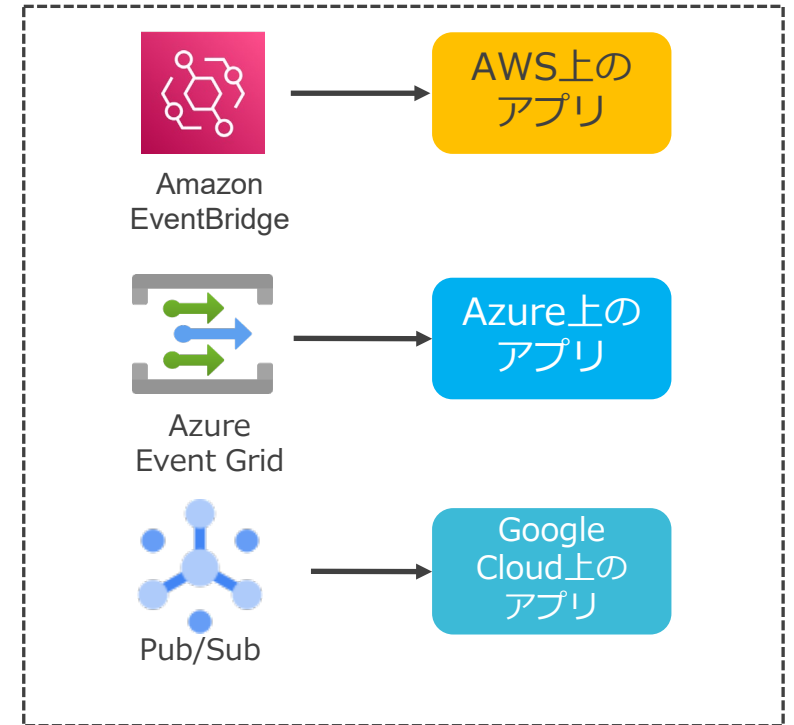 AWS上の
アプリ
Amazon
EventBridge
Azure上の
アプリ
Azure
Event Grid
Google
Cloud上の
アプリ
Pub/Sub